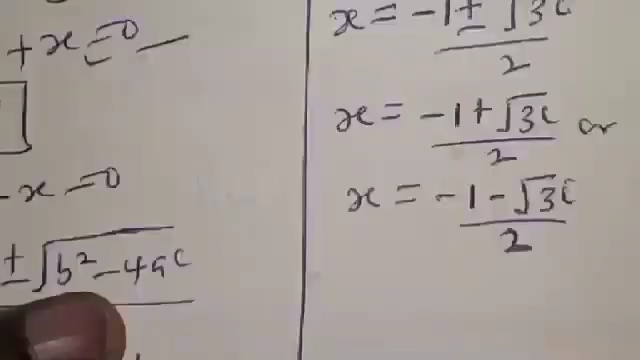 +x=0
-x=0
±√b²-4ac
x = -1±√3i
2
x = -1+√3i or
2
x = -1-√3i
2